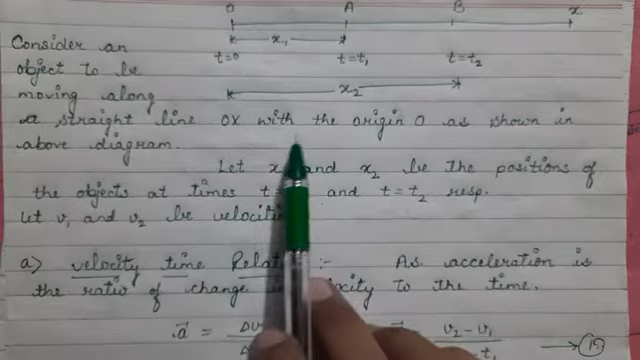 O A B x
x₁
t=0 t=t₁ t=t₂
x₂
Consider an
object to be
moving along
a straight line OX with the origin O as shown in
above diagram.
Let x and x₂ be the positions of
the objects at times t= and t=t₂ resp.
Let v₁ and v₂ be
a) velocity time :- As acceleration is
the ratio of change to the time.
a⃗ = v₂ - v₁ → (19)